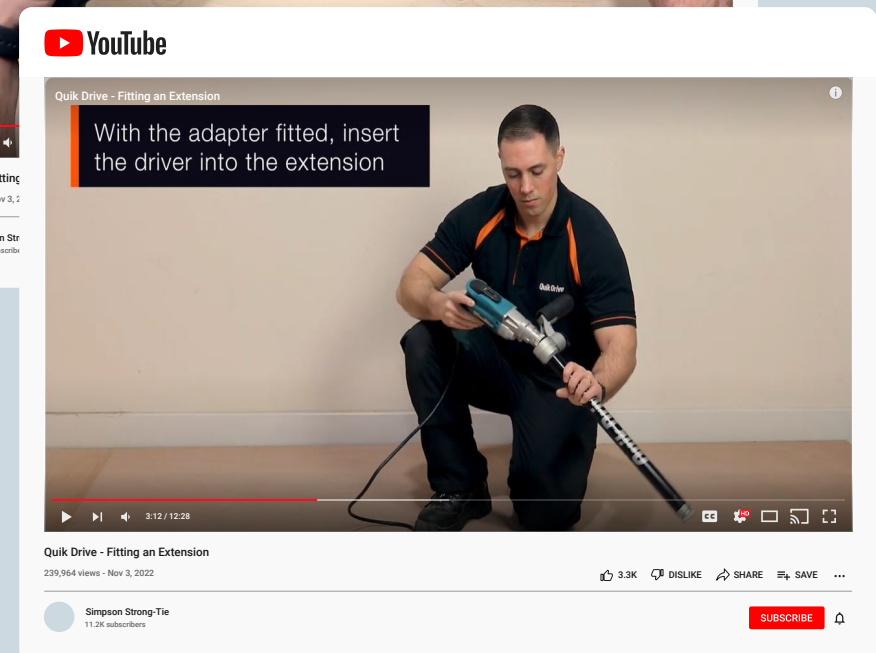 YouTube
Quik Drive - Fitting an Extension
With the adapter fitted, insert
the driver into the extension
Quik Drive
3:12 / 12:28
CC
HD
Quik Drive - Fitting an Extension
239,964 views - Nov 3, 2022
3.3K
DISLIKE
SHARE
SAVE
Simpson Strong-Tie
11.2K subscribers
SUBSCRIBE